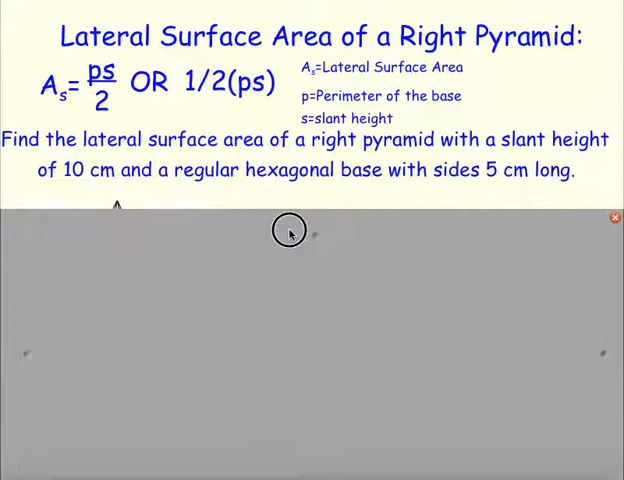 Lateral Surface Area of a Right Pyramid:
As= ps/2 OR 1/2(ps)
As=Lateral Surface Area
p=Perimeter of the base
s=slant height
Find the lateral surface area of a right pyramid with a slant height
of 10 cm and a regular hexagonal base with sides 5 cm long.